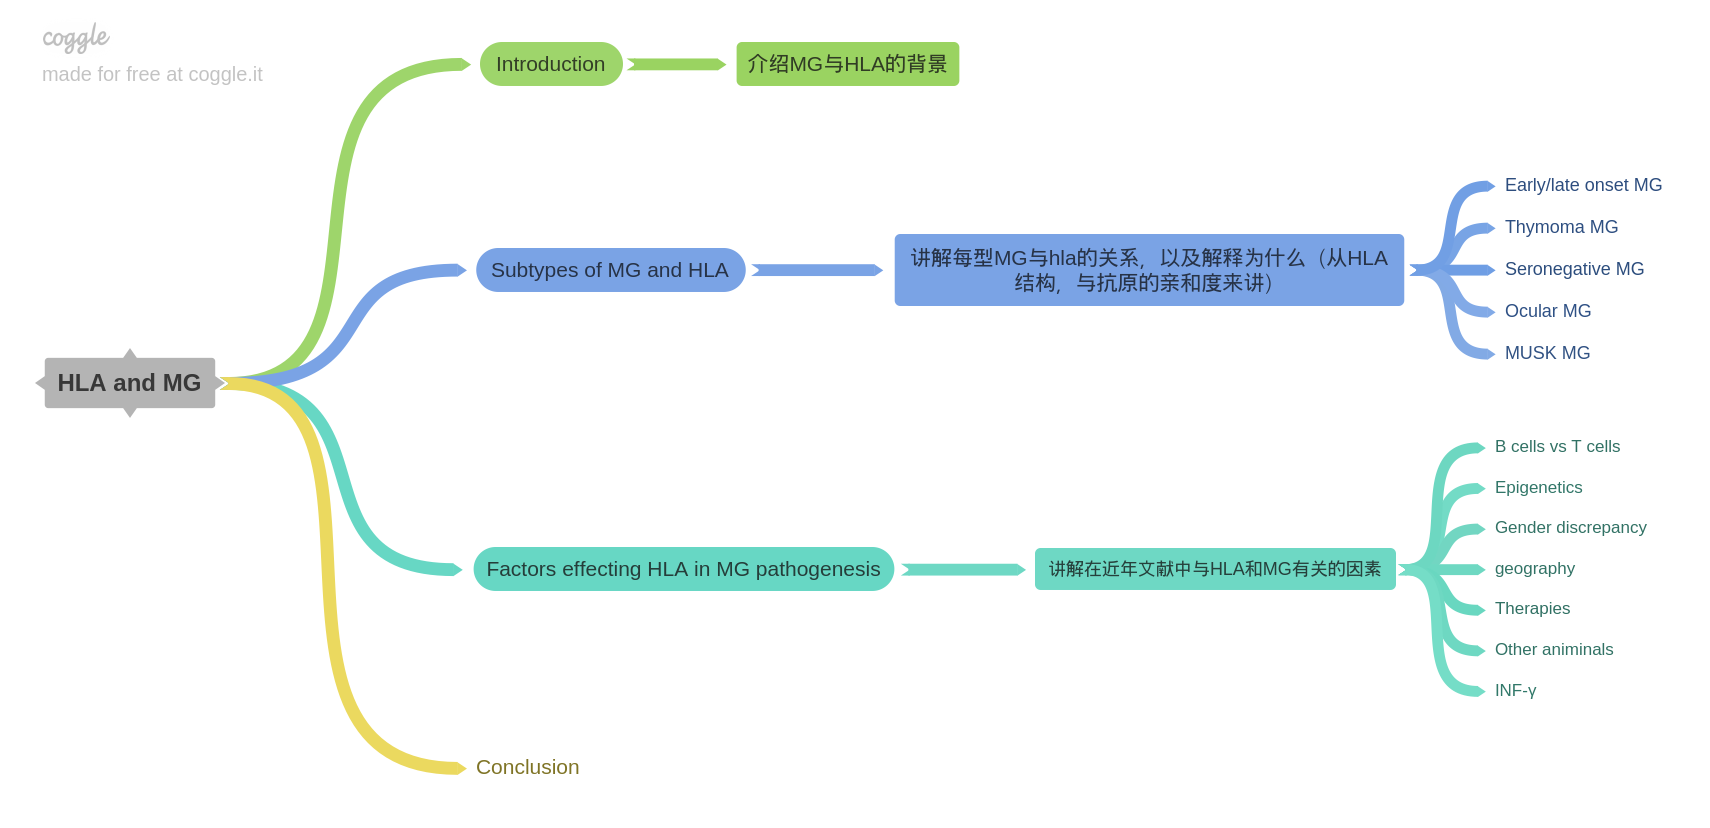 coggle
made for free at coggle.it
HLA and MG
Introduction
介绍MG与HLA的背景
Subtypes of MG and HLA
讲解每型MG与hla的关系，以及解释为什么（从HLA
结构，与抗原的亲和度来讲）
Early/late onset MG
Thymoma MG
Seronegative MG
Ocular MG
MUSK MG
Factors effecting HLA in MG pathogenesis
讲解在近年文献中与HLA和MG有关的因素
B cells vs T cells
Epigenetics
Gender discrepancy
geography
Therapies
Other animinals
INF-γ
Conclusion